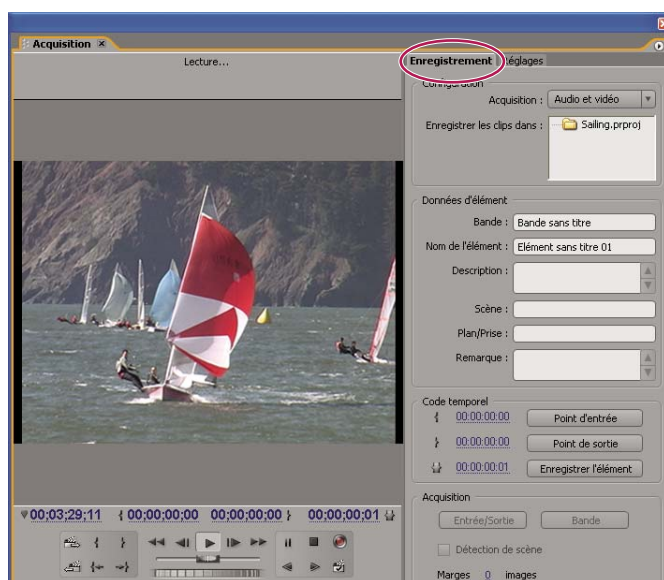 Acquisition ×
Lecture...
Enregistrement Réglages
Configuration
Acquisition : Audio et vidéo
Enregistrer les clips dans : Sailing.prproj
Données d'élément
Bande : Bande sans titre
Nom de l'élément : Elément sans titre 01
Description :
Scène :
Plan/Prise :
Remarque :
Code temporel
{ 00:00:00:00 Point d'entrée
} 00:00:00:00 Point de sortie
{} 00:00:00:01 Enregistrer l'élément
Acquisition
Entrée/Sortie Bande
Détection de scène
Marges 0 images
00;03;29;11 { 00;00;00;00 00;00;00;00 } 00;00;00;01 {}